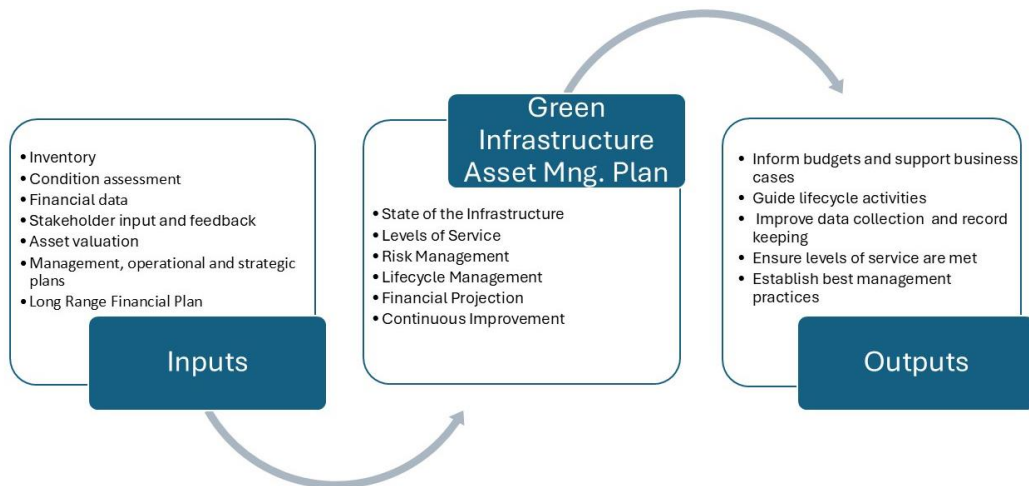 • Inventory
• Condition assessment
• Financial data
• Stakeholder input and feedback
• Asset valuation
• Management, operational and strategic
plans
• Long Range Financial Plan
Inputs
Green
Infrastructure
Asset Mng. Plan
• State of the Infrastructure
• Levels of Service
• Risk Management
• Lifecycle Management
• Financial Projection
• Continuous Improvement
• Inform budgets and support business
cases
• Guide lifecycle activities
• Improve data collection and record
keeping
• Ensure levels of service are met
• Establish best management
practices
Outputs